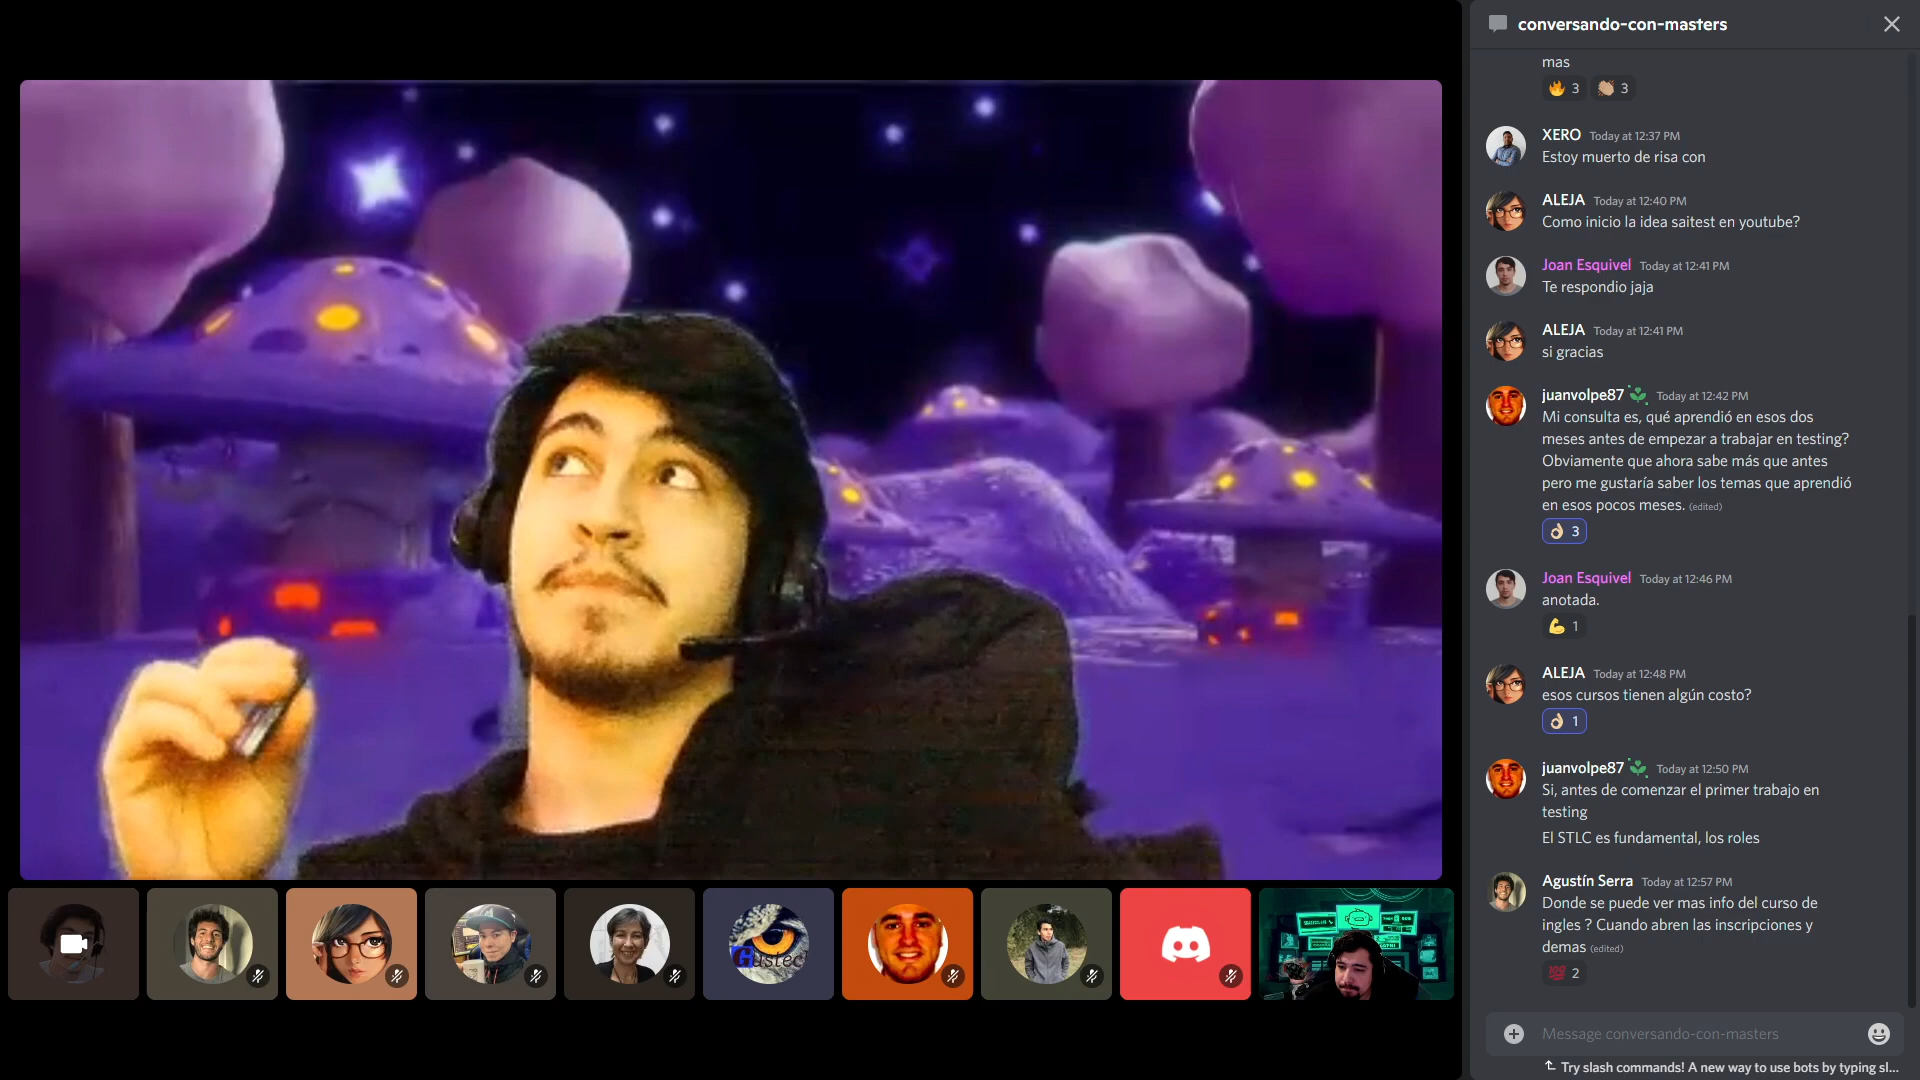 conversando-con-masters
mas
3 3
XERO Today at 12:37 PM
Estoy muerto de risa con
ALEJA Today at 12:40 PM
Como inicio la idea saitest en youtube?
Joan Esquivel Today at 12:41 PM
Te respondio jaja
ALEJA Today at 12:41 PM
si gracias
juanvolpe87 Today at 12:42 PM
Mi consulta es, qué aprendió en esos dos
meses antes de empezar a trabajar en testing?
Obviamente que ahora sabe más que antes
pero me gustaría saber los temas que aprendió
en esos pocos meses. (edited)
3
Joan Esquivel Today at 12:46 PM
anotada.
1
ALEJA Today at 12:48 PM
esos cursos tienen algún costo?
1
juanvolpe87 Today at 12:50 PM
Si, antes de comenzar el primer trabajo en
testing
El STLC es fundamental, los roles
Agustín Serra Today at 12:57 PM
Donde se puede ver mas info del curso de
ingles ? Cuando abren las inscripciones y
demas (edited)
2
Message conversando-con-masters
Try slash commands! A new way to use bots by typing sl...